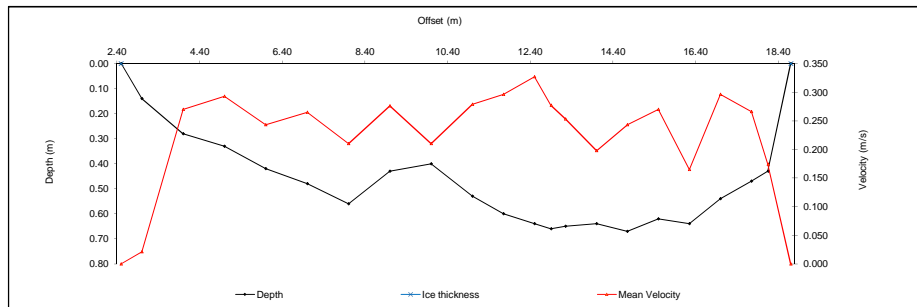 Offset (m)
2.40 4.40 6.40 8.40 10.40 12.40 14.40 16.40 18.40
0.00 0.350
0.10 0.300
0.20 0.250
0.30 0.200
0.40 0.150
0.50 0.100
0.60 0.050
0.70 0.000
0.80
Depth (m)
Velocity (m/s)
Depth Ice thickness Mean Velocity